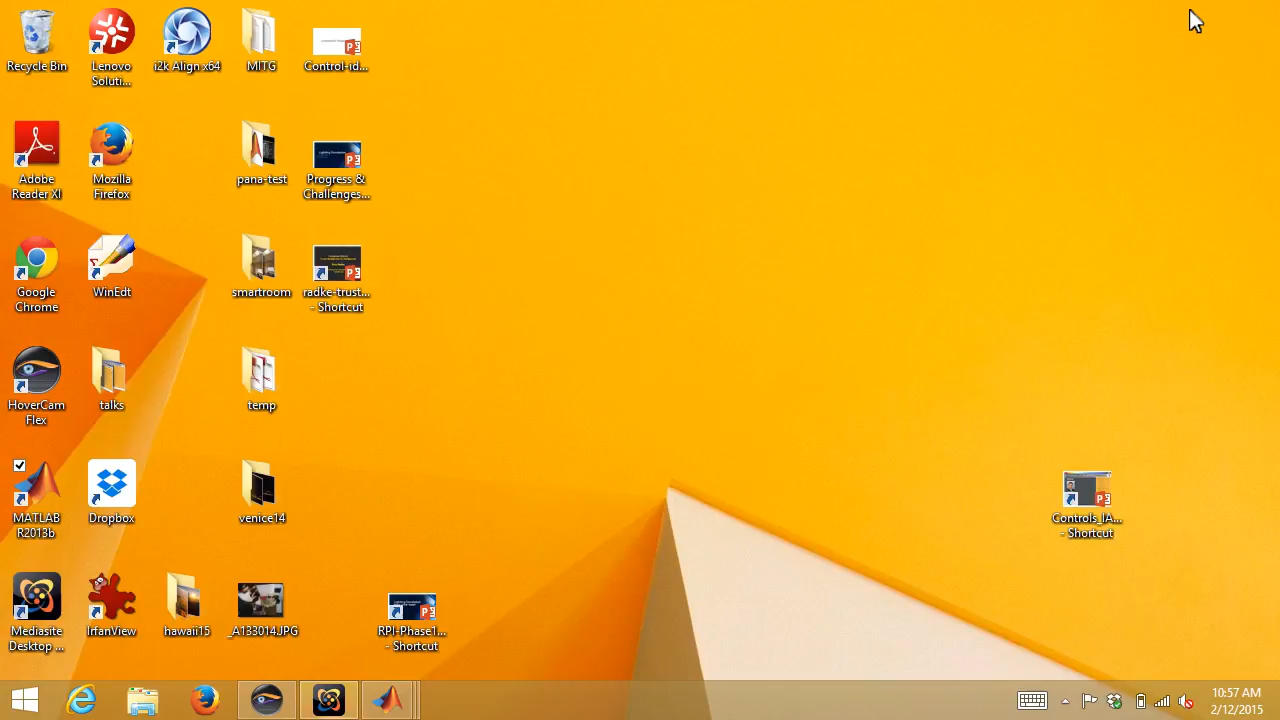 Recycle Bin
Lenovo
Soluti...
i2k Align x64
MITG
Control-id...
Adobe
Reader XI
Mozilla
Firefox
pana-test
Progress &
Challenges...
Google
Chrome
WinEdt
smartroom
radke-trust...
- Shortcut
HoverCam
Flex
talks
temp
MATLAB
R2013b
Dropbox
venice14
Controls_IA...
- Shortcut
Mediasite
Desktop ...
IrfanView
hawaii15
_A133014.JPG
RPI-Phase1...
- Shortcut
10:57 AM
2/12/2015